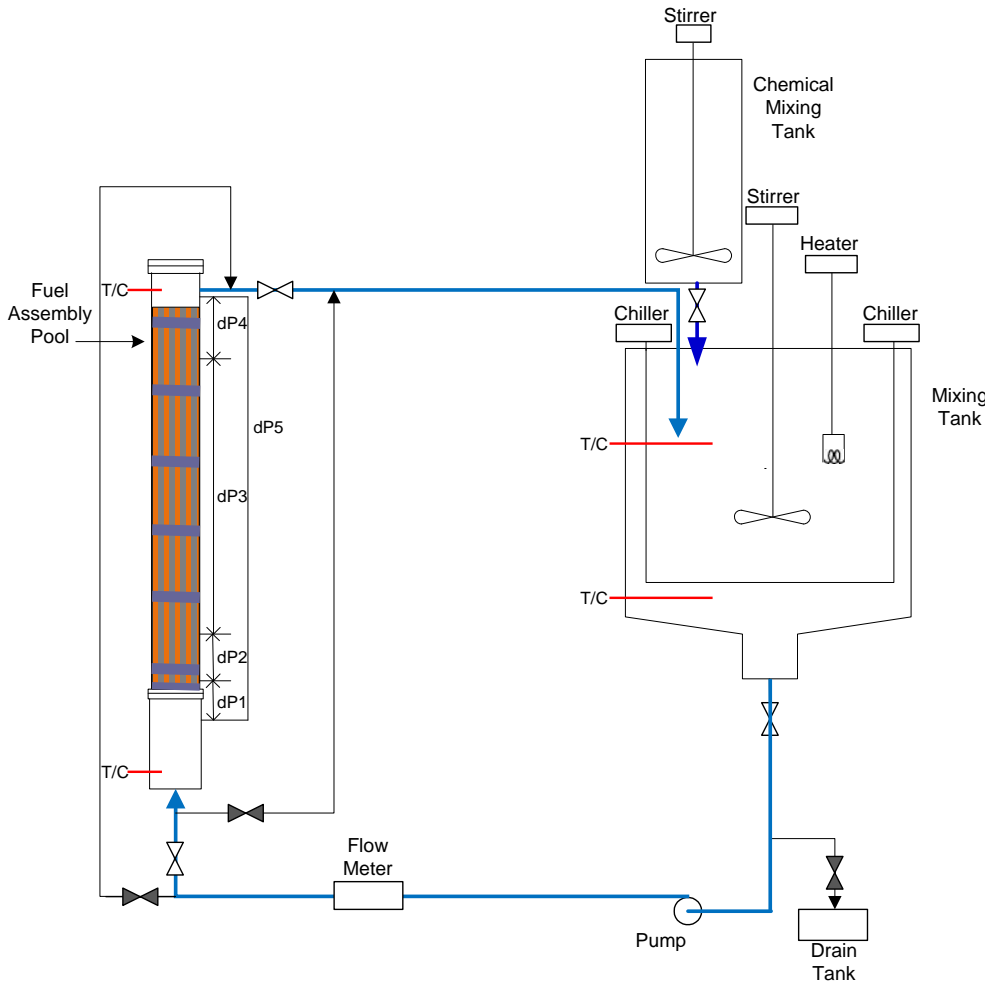 Stirrer
Chemical
Mixing
Tank
Stirrer
Heater
Fuel
Assembly
Pool
T/C
dP4
Chiller
Chiller
Mixing
Tank
dP5
T/C
dP3
T/C
dP2
dP1
T/C
Flow
Meter
Pump
Drain
Tank